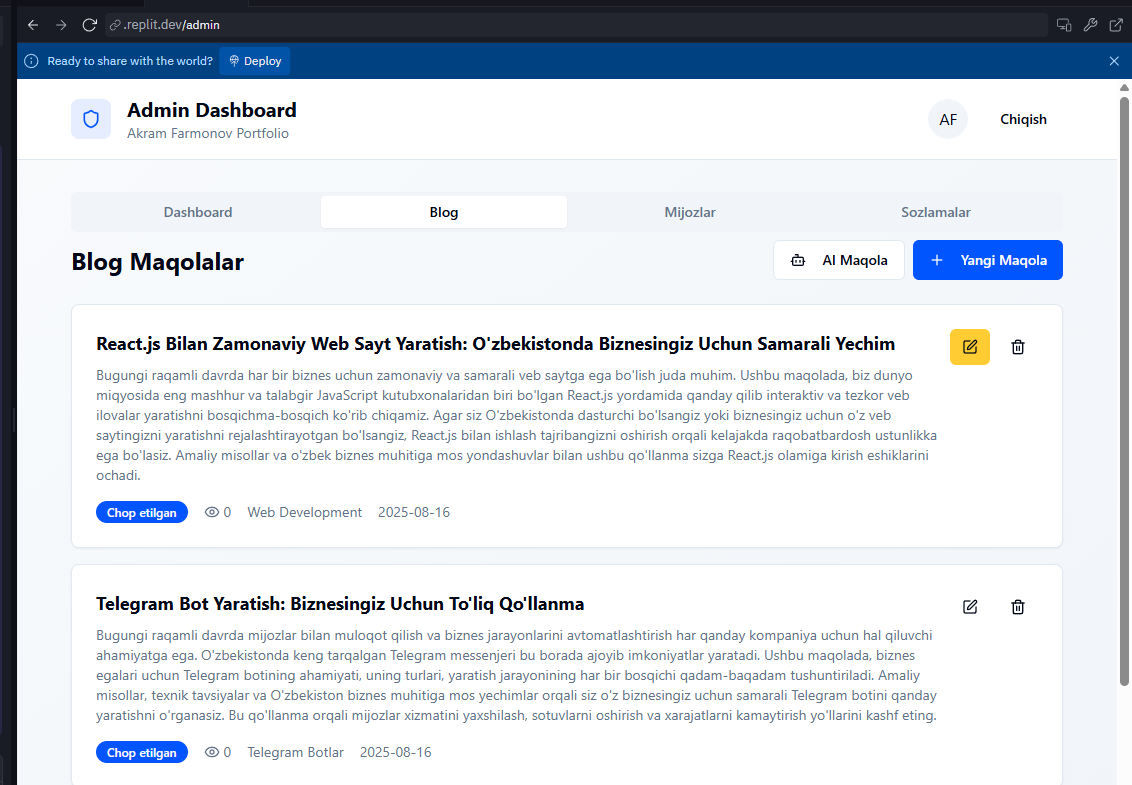 .replit.dev/admin
Ready to share with the world?
Deploy
Admin Dashboard
Akram Farmonov Portfolio
AF
Chiqish
Dashboard
Blog
Mijozlar
Sozlamalar
Blog Maqolalar
AI Maqola
Yangi Maqola
React.js Bilan Zamonaviy Web Sayt Yaratish: O'zbekistonda Biznesingiz Uchun Samarali Yechim
Bugungi raqamli davrda har bir biznes uchun zamonaviy va samarali veb saytga ega bo'lish juda muhim. Ushbu maqolada, biz dunyo
miqyosida eng mashhur va talabgir JavaScript kutubxonalaridan biri bo'lgan React.js yordamida qanday qilib interaktiv va tezkor veb
ilovalar yaratishni bosqichma-bosqich ko'rib chiqamiz. Agar siz O'zbekistonda dasturchi bo'lsangiz yoki biznesingiz uchun o'z veb
saytingizni yaratishni rejalashtirayotgan bo'lsangiz, React.js bilan ishlash tajribangizni oshirish orqali kelajakda raqobatbardosh ustunlikka
ega bo'lasiz. Amaliy misollar va o'zbek biznes muhitiga mos yondashuvlar bilan ushbu qo'llanma sizga React.js olamiga kirish eshiklarini
ochadi.
Chop etilgan
0
Web Development
2025-08-16
Telegram Bot Yaratish: Biznesingiz Uchun To'liq Qo'llanma
Bugungi raqamli davrda mijozlar bilan muloqot qilish va biznes jarayonlarini avtomatlashtirish har qanday kompaniya uchun hal qiluvchi
ahamiyatga ega. O'zbekistonda keng tarqalgan Telegram messenjeri bu borada ajoyib imkoniyatlar yaratadi. Ushbu maqolada, biznes
egalari uchun Telegram botining ahamiyati, uning turlari, yaratish jarayonining har bir bosqichi qadam-baqadam tushuntiriladi. Amaliy
misollar, texnik tavsiyalar va O'zbekiston biznes muhitiga mos yechimlar orqali siz o'z biznesingiz uchun samarali Telegram botini qanday
yaratishni o'rganasiz. Bu qo'llanma orqali mijozlar xizmatini yaxshilash, sotuvlarni oshirish va xarajatlarni kamaytirish yo'llarini kashf eting.
Chop etilgan
0
Telegram Botlar
2025-08-16